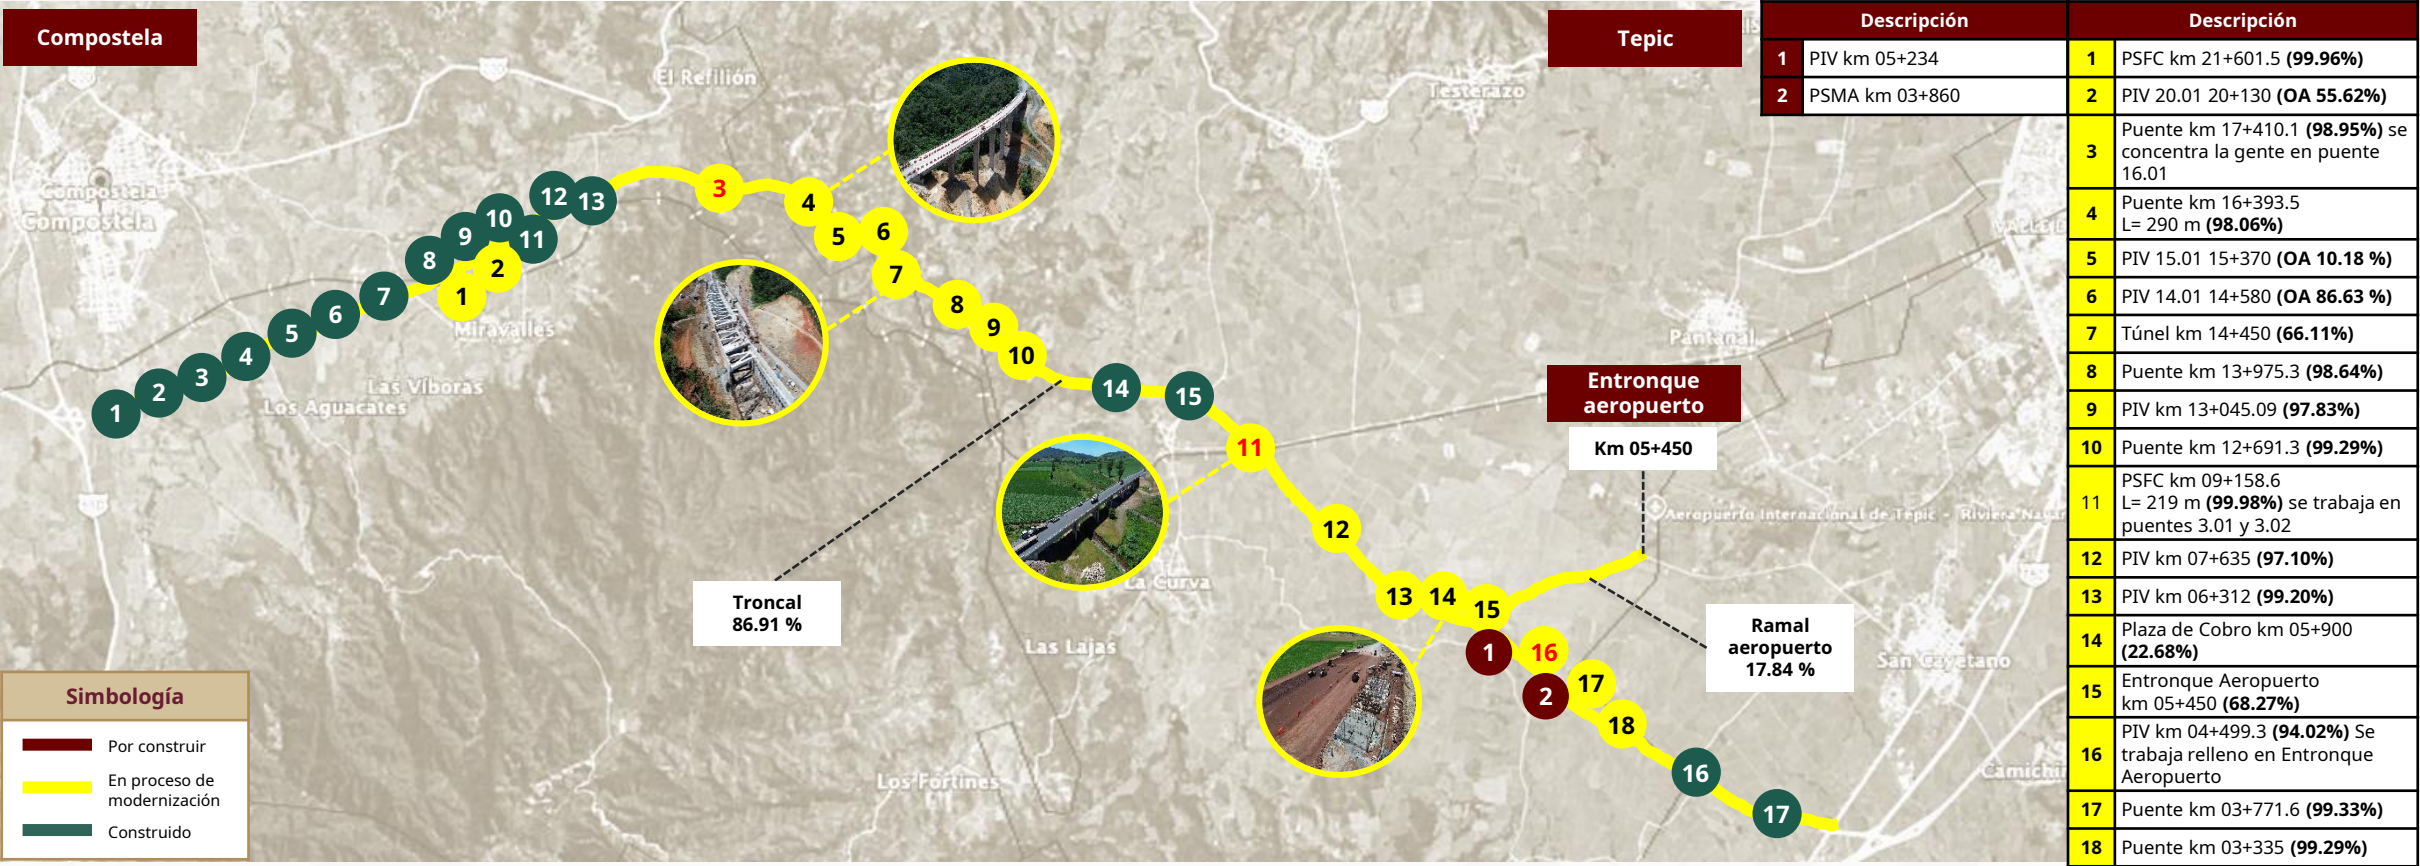 Compostela
Tepic
El Refilión
Testerazo
Compostela
Compostela
Miravalles
Las Víboras
Los Aguacates
Pantanal
La Curva
Las Lajas
Los Fortines
San Cayetano
Aeropuerto Internacional de Tepic - Riviera Nayar
1
2
3
4
5
6
7
8
9
10
11
12
13
1
2
3
4
5
6
7
8
9
10
14
15
11
12
13
14
15
1
16
2
17
18
16
17
Entronque
aeropuerto
Km 05+450
Troncal
86.91 %
Ramal
aeropuerto
17.84 %
Simbología
Por construir
En proceso de
modernización
Construido
Descripción
1 PIV km 05+234
2 PSMA km 03+860
Descripción
1 PSFC km 21+601.5 (99.96%)
2 PIV 20.01 20+130 (OA 55.62%)
3 Puente km 17+410.1 (98.95%) se
concentra la gente en puente
16.01
4 Puente km 16+393.5
L= 290 m (98.06%)
5 PIV 15.01 15+370 (OA 10.18 %)
6 PIV 14.01 14+580 (OA 86.63 %)
7 Túnel km 14+450 (66.11%)
8 Puente km 13+975.3 (98.64%)
9 PIV km 13+045.09 (97.83%)
10 Puente km 12+691.3 (99.29%)
11 PSFC km 09+158.6
L= 219 m (99.98%) se trabaja en
puentes 3.01 y 3.02
12 PIV km 07+635 (97.10%)
13 PIV km 06+312 (99.20%)
14 Plaza de Cobro km 05+900
(22.68%)
15 Entronque Aeropuerto
km 05+450 (68.27%)
16 PIV km 04+499.3 (94.02%) Se
trabaja relleno en Entronque
Aeropuerto
17 Puente km 03+771.6 (99.33%)
18 Puente km 03+335 (99.29%)